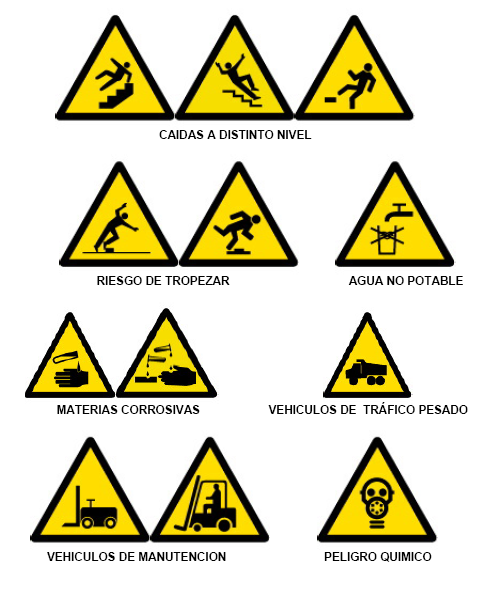 CAIDAS A DISTINTO NIVEL
RIESGO DE TROPEZAR
AGUA NO POTABLE
MATERIAS CORROSIVAS
VEHICULOS DE TRÁFICO PESADO
VEHICULOS DE MANUTENCION
PELIGRO QUIMICO